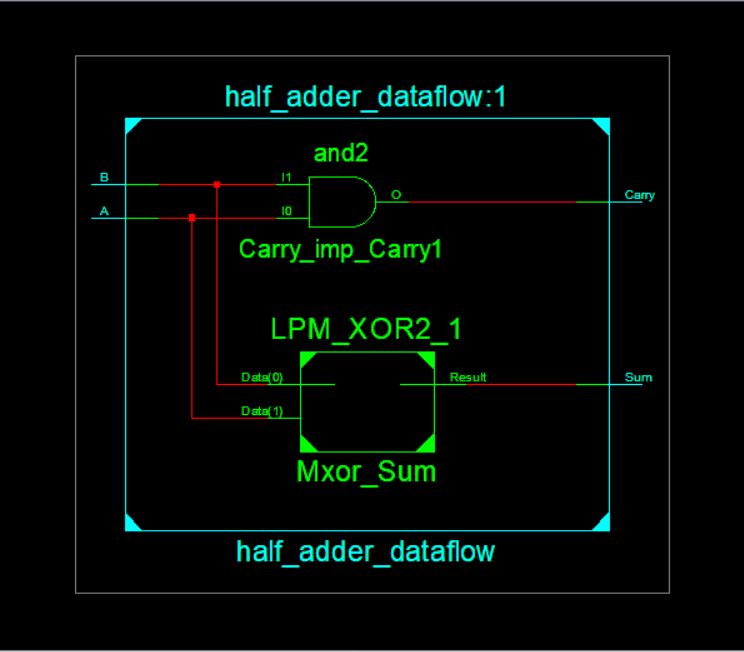 half_adder_dataflow:1
and2
B
I1
O
Carry
A
I0
Carry_imp_Carry1
LPM_XOR2_1
Data(0)
Result
Sum
Data(1)
Mxor_Sum
half_adder_dataflow